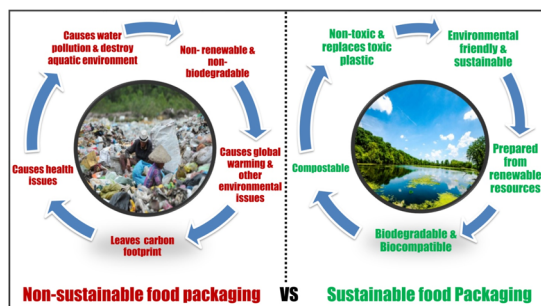 Causes water
pollution & destroy
aquatic environment
Non- renewable &
non-
biodegradable
Causes global
warming &
other
environmental
issues
Leaves carbon
footprint
Causes health
issues
Non-sustainable food packaging
VS
Non-toxic &
replaces toxic
plastic
Environmental
friendly &
sustainable
Prepared
from
renewable
resources
Biodegradable &
Biocompatible
Compostable
Sustainable food Packaging